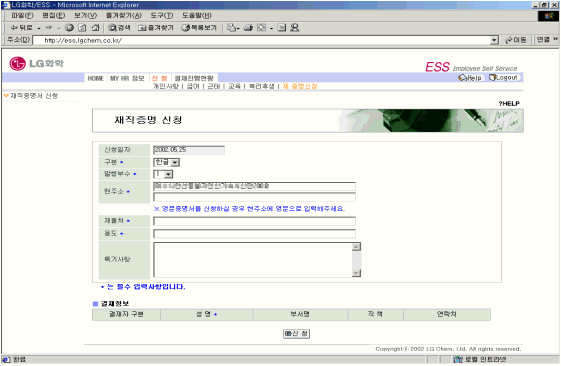 LG화학/ESS - Microsoft Internet Explorer
파일(F) 편집(E) 보기(V) 즐겨찾기(A) 도구(T) 도움말(H)
뒤로 검색 즐겨찾기 목록보기
주소(D) http://ess.lgchem.co.kr/ 이동 연결 »
LG화학
ESS Employee Self Service
HOME MY HR 정보 신 청 결재진행현황
Help Logout
개인사항 | 급여 | 근태 | 교육 | 복리후생 | 제 증명신청
재직증명서 신청
?HELP
재직증명 신청
신청일자 2002.05.25
구분 한글
발행부수 1
현주소
※ 영문증명서를 신청하실 경우 현주소에 영문으로 입력해주세요.
제출처
용도
특기사항
는 필수 입력사항입니다.
결재정보
결재자 구분 성 명 부서명 직 책 연락처
신 청
Copyright© 2002 LG Chem, Ltd. All rights reserved.
완료 로컬 인트라넷